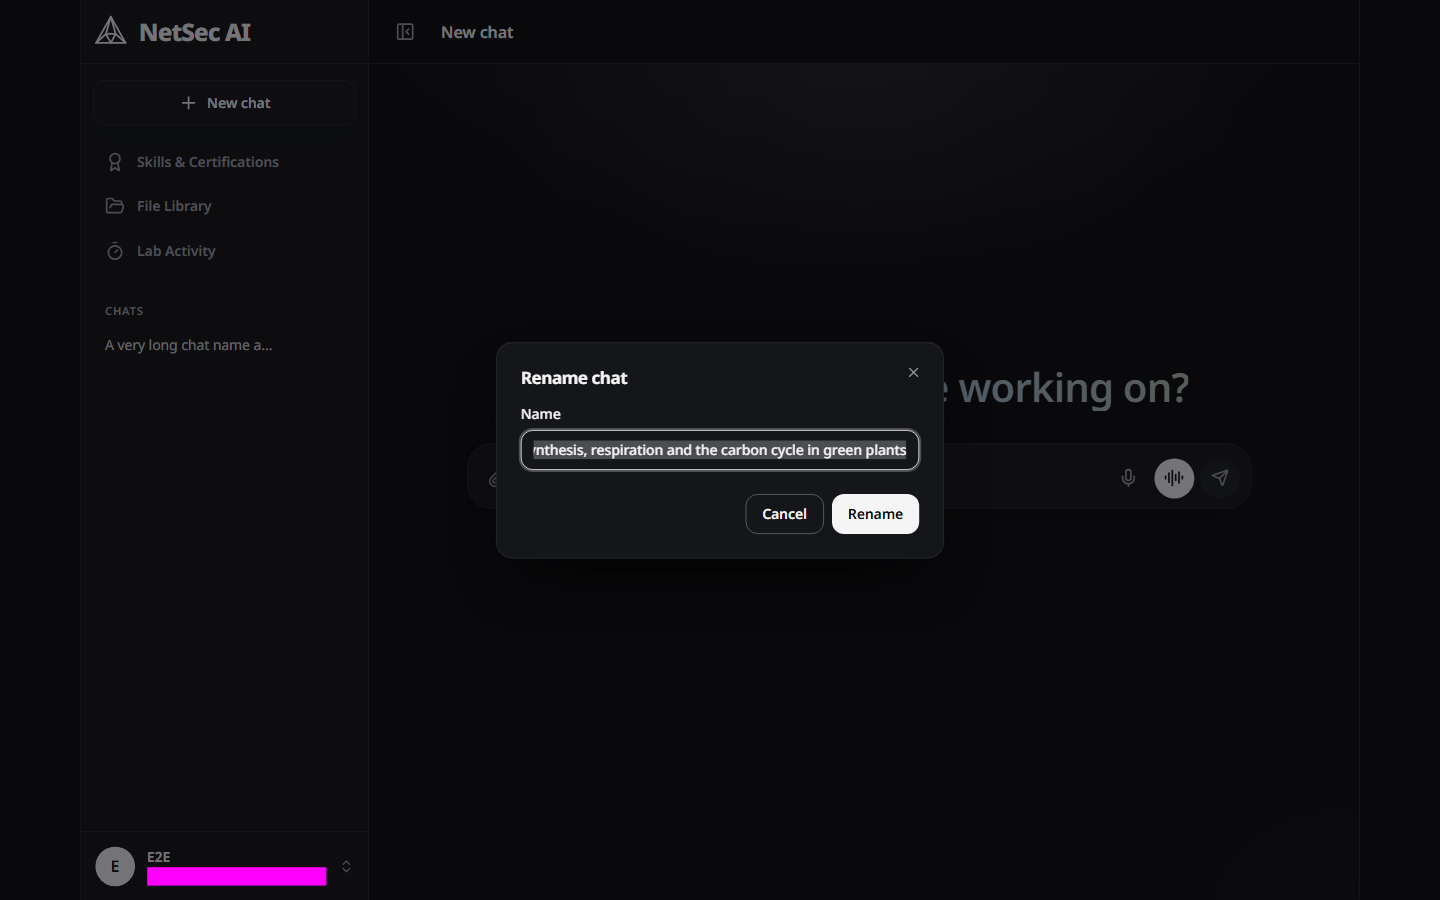 NetSec AI
New chat
New chat
Skills & Certifications
File Library
Lab Activity
CHATS
A very long chat name a...
working on?
Rename chat
Name
ynthesis, respiration and the carbon cycle in green plants
Cancel
Rename
E
E2E